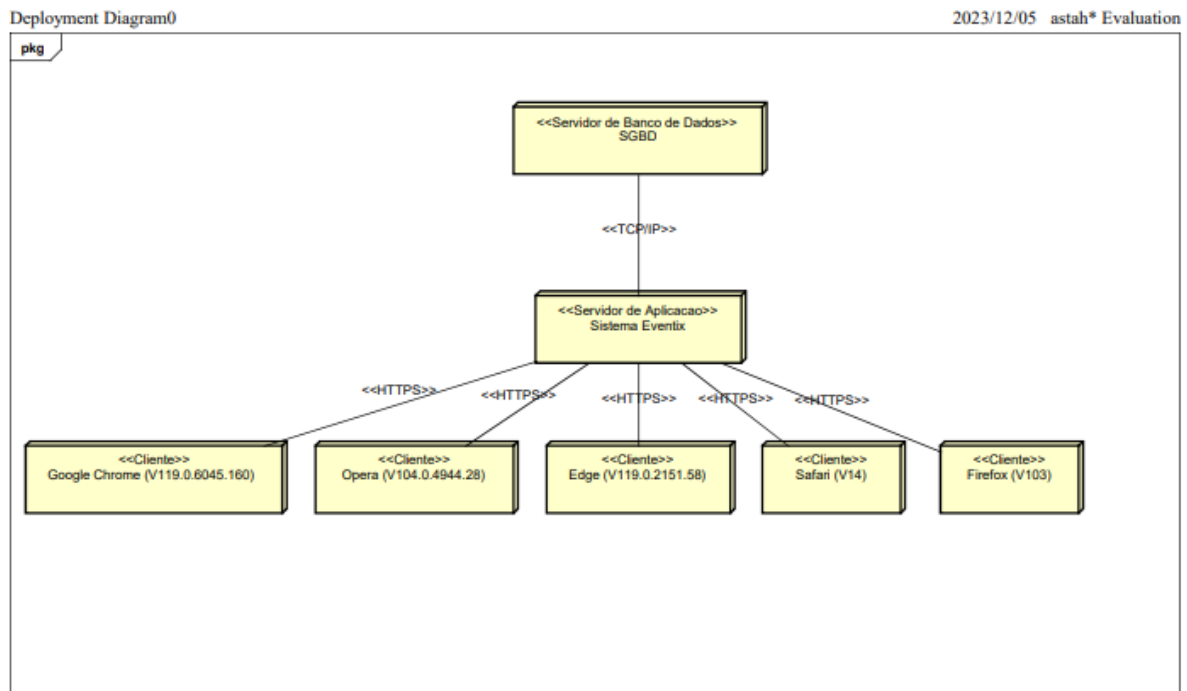 Deployment Diagram0
2023/12/05 astah* Evaluation
pkg
<<Servidor de Banco de Dados>>
SGBD
<<TCP/IP>>
<<Servidor de Aplicacao>>
Sistema Eventix
<<HTTPS>>
<<HTTPS>>
<<HTTPS>>
<<HTTPS>>
<<HTTPS>>
<<Cliente>>
Google Chrome (V119.0.6045.160)
<<Cliente>>
Opera (V104.0.4944.28)
<<Cliente>>
Edge (V119.0.2151.58)
<<Cliente>>
Safari (V14)
<<Cliente>>
Firefox (V103)